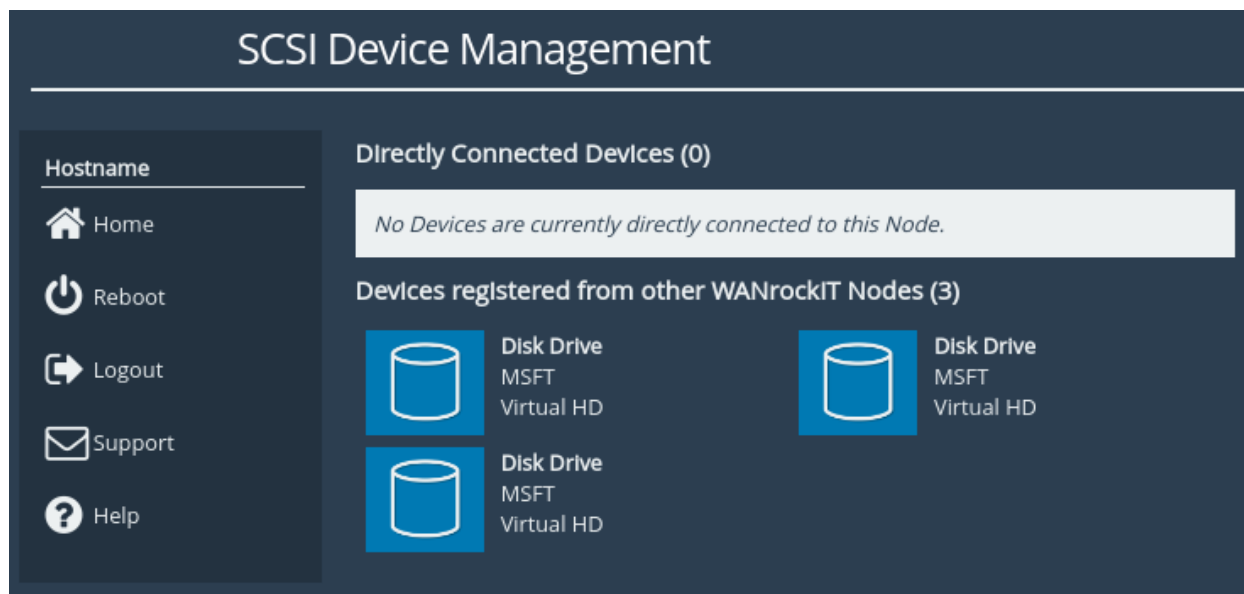 SCSI Device Management
Hostname
Home
Reboot
Logout
Support
Help
Directly Connected Devices (0)
No Devices are currently directly connected to this Node.
Devices registered from other WANrockIT Nodes (3)
Disk Drive
MSFT
Virtual HD
Disk Drive
MSFT
Virtual HD
Disk Drive
MSFT
Virtual HD